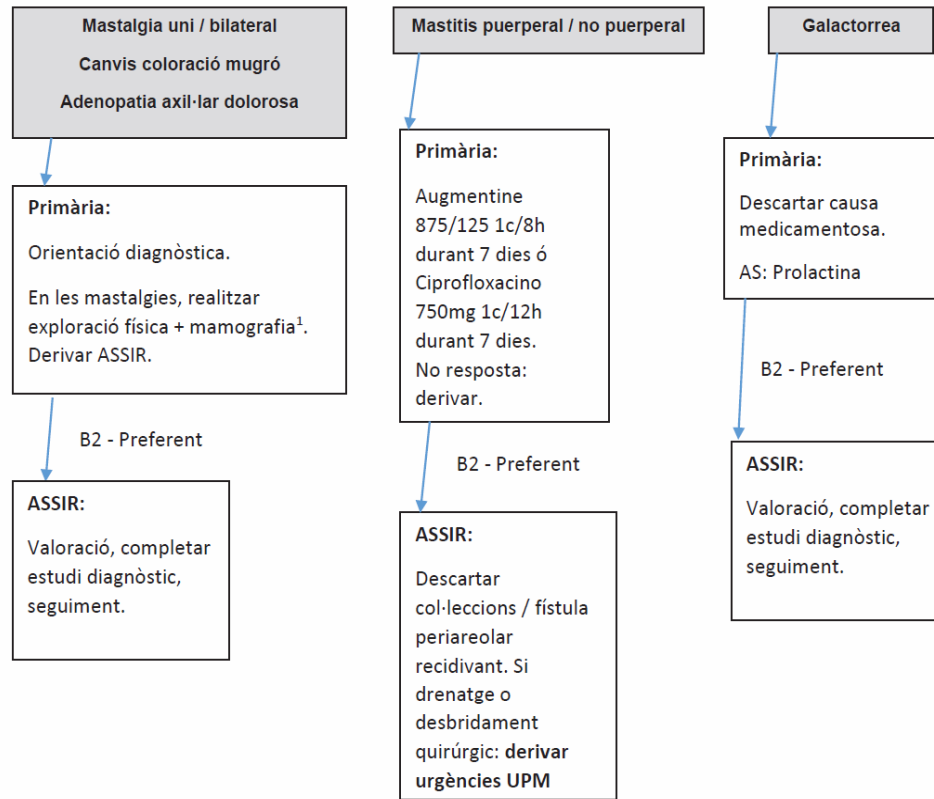 Mastalgia uni / bilateral
Canvis coloració mugró
Adenopatia axil·lar dolorosa
Primària:
Orientació diagnòstica.
En les mastalgies, realitzar
exploració física + mamografia¹.
Derivar ASSIR.
B2 - Preferent
ASSIR:
Valoració, completar
estudi diagnòstic,
seguiment.
Mastitis puerperal / no puerperal
Primària:
Augmentine
875/125 1c/8h
durant 7 dies ó
Ciprofloxacino
750mg 1c/12h
durant 7 dies.
No resposta:
derivar.
B2 - Preferent
ASSIR:
Descartar
col·leccions / fístula
periareolar
recidivant. Si
drenatge o
desbridament
quirúrgic: derivar
urgències UPM
Galactorrea
Primària:
Descartar causa
medicamentosa.
AS: Prolactina
B2 - Preferent
ASSIR:
Valoració, completar
estudi diagnòstic,
seguiment.